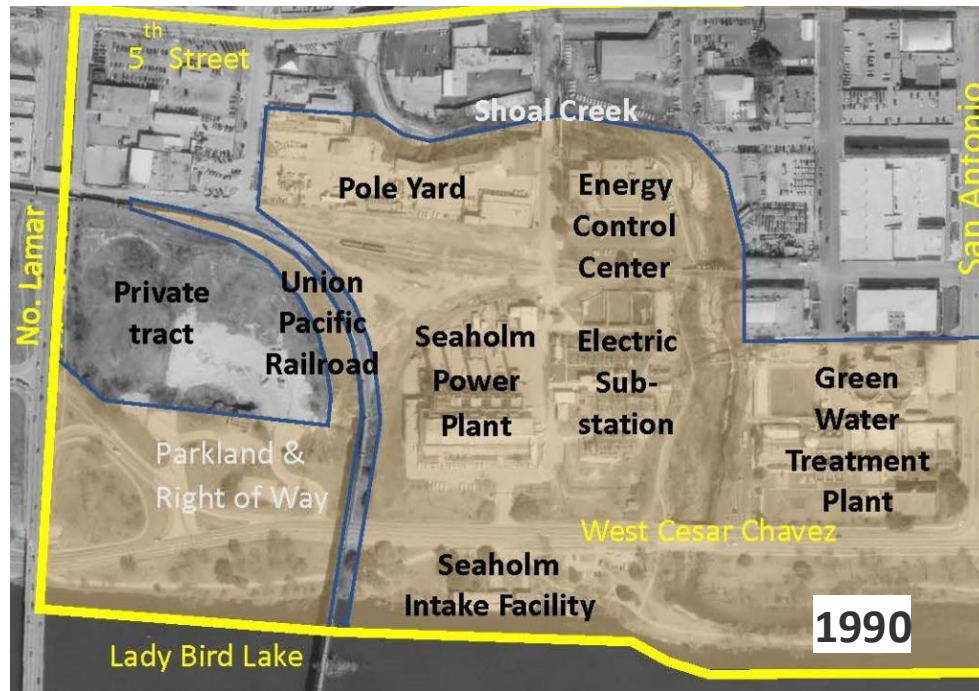 5th Street
Shoal Creek
San Antonio
No. Lamar
Pole Yard
Energy
Control
Center
Private
tract
Union
Pacific
Railroad
Seaholm
Power
Plant
Electric
Sub-
station
Green
Water
Treatment
Plant
Parkland &
Right of Way
West Cesar Chavez
Seaholm
Intake Facility
1990
Lady Bird Lake